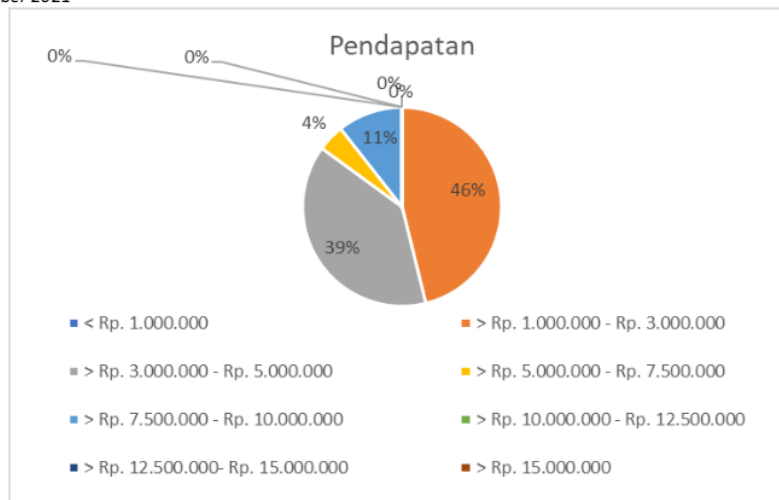 2021
Pendapatan
0%
0%
0%
0%
4%
11%
46%
39%
< Rp. 1.000.000
> Rp. 1.000.000 - Rp. 3.000.000
> Rp. 3.000.000 - Rp. 5.000.000
> Rp. 5.000.000 - Rp. 7.500.000
> Rp. 7.500.000 - Rp. 10.000.000
> Rp. 10.000.000 - Rp. 12.500.000
> Rp. 12.500.000- Rp. 15.000.000
> Rp. 15.000.000